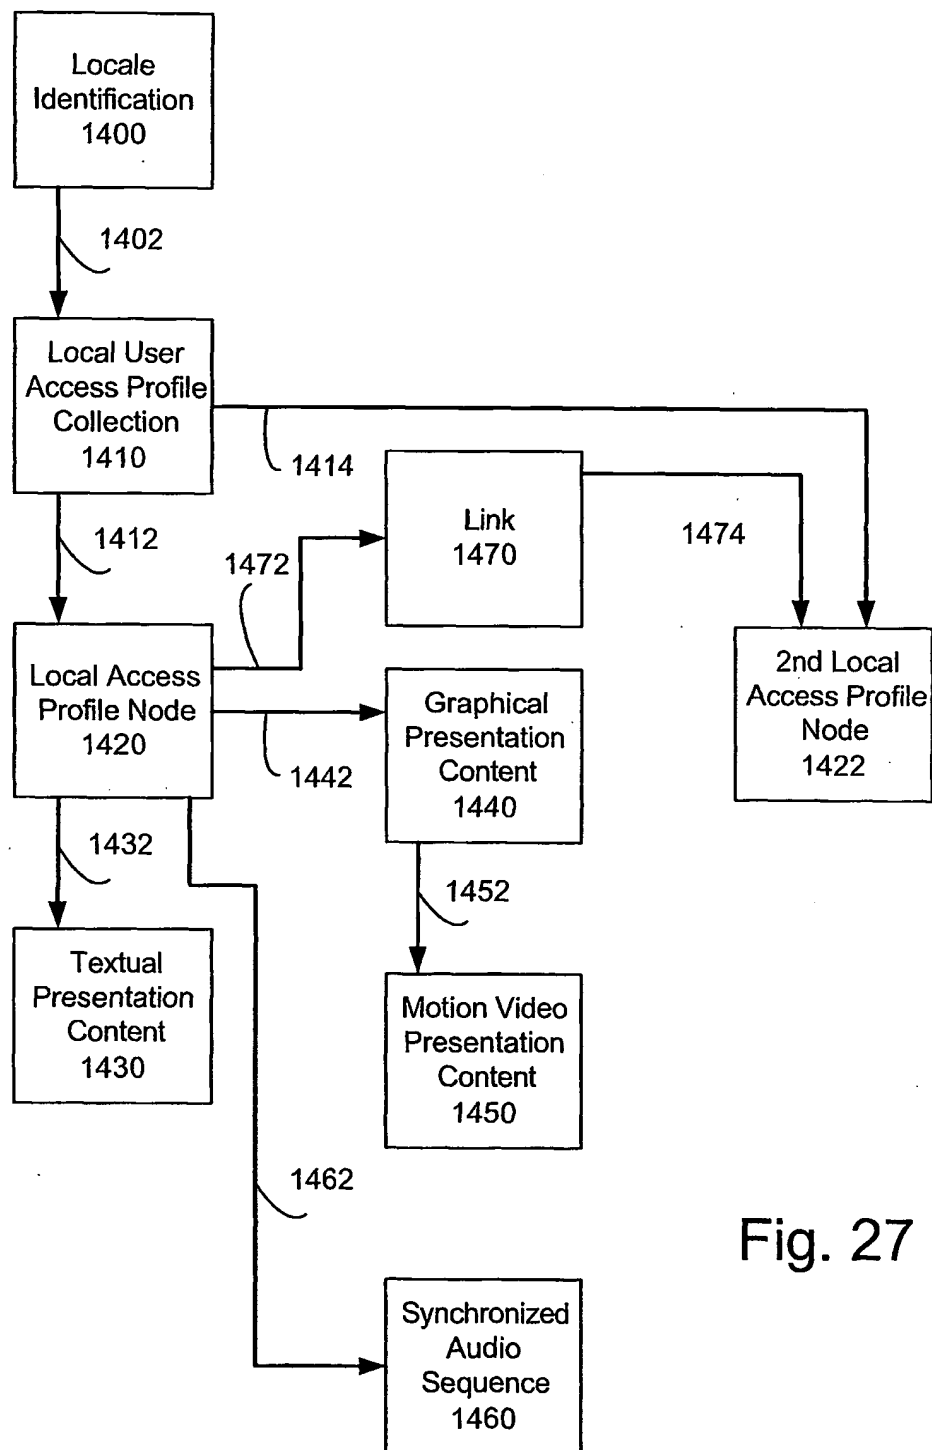 Locale
Identification
1400
1402
Local User
Access Profile
Collection
1410
1414
1412
Link
1470
1472
1474
Local Access
Profile Node
1420
2nd Local
Access Profile
Node
1422
Graphical
Presentation
Content
1440
1442
1432
1452
Textual
Presentation
Content
1430
Motion Video
Presentation
Content
1450
1462
Fig. 27
Synchronized
Audio
Sequence
1460